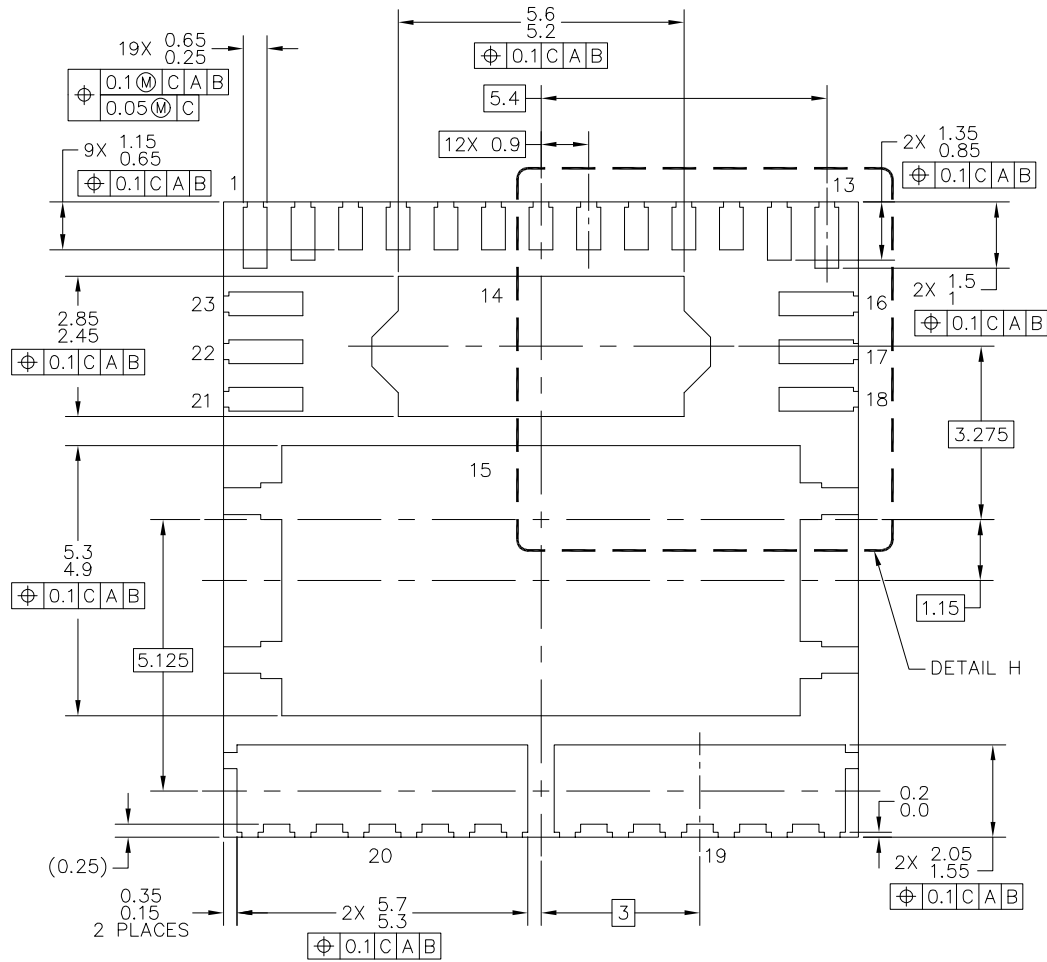 5.6
5.2
⌖ 0.1 C A B
19X 0.65
0.25
⌖ 0.1 Ⓜ C A B
0.05 Ⓜ C
5.4
12X 0.9
9X 1.15
0.65
⌖ 0.1 C A B
2X 1.35
0.85
⌖ 0.1 C A B
1
13
2X 1.5
1
⌖ 0.1 C A B
14
23
16
2.85
2.45
⌖ 0.1 C A B
22
17
21
18
3.275
15
5.3
4.9
⌖ 0.1 C A B
1.15
5.125
DETAIL H
0.2
0.0
(0.25)
20
19
2X 2.05
1.55
⌖ 0.1 C A B
0.35
0.15
2 PLACES
2X 5.7
5.3
⌖ 0.1 C A B
3